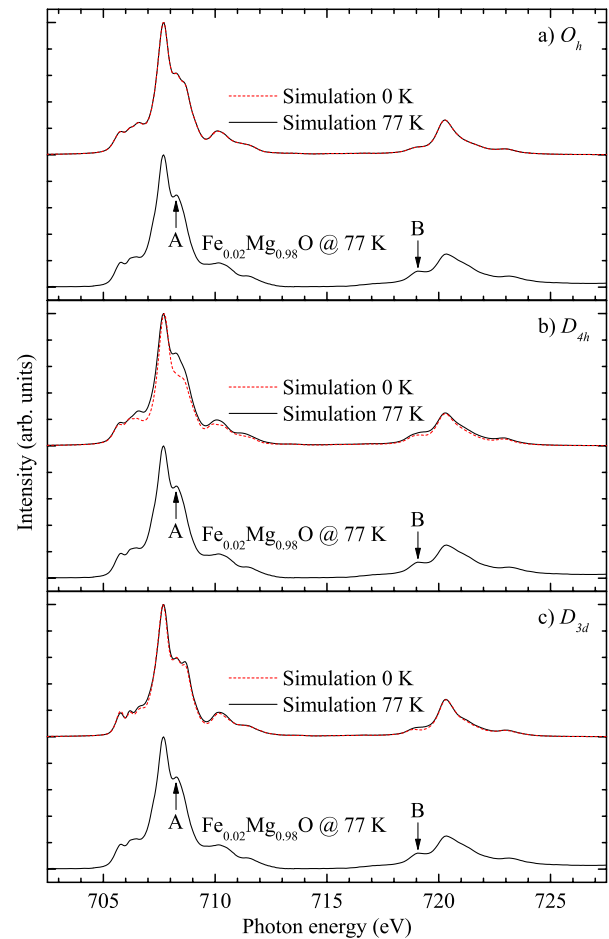 a) Oₕ
Simulation 0 K
Simulation 77 K
A
Fe₀.₀₂Mg₀.₉₈O @ 77 K
B
b) D₄ₕ
Simulation 0 K
Simulation 77 K
A
Fe₀.₀₂Mg₀.₉₈O @ 77 K
B
c) D₃d
Simulation 0 K
Simulation 77 K
A
Fe₀.₀₂Mg₀.₉₈O @ 77 K
B
Intensity (arb. units)
705 710 715 720 725
Photon energy (eV)